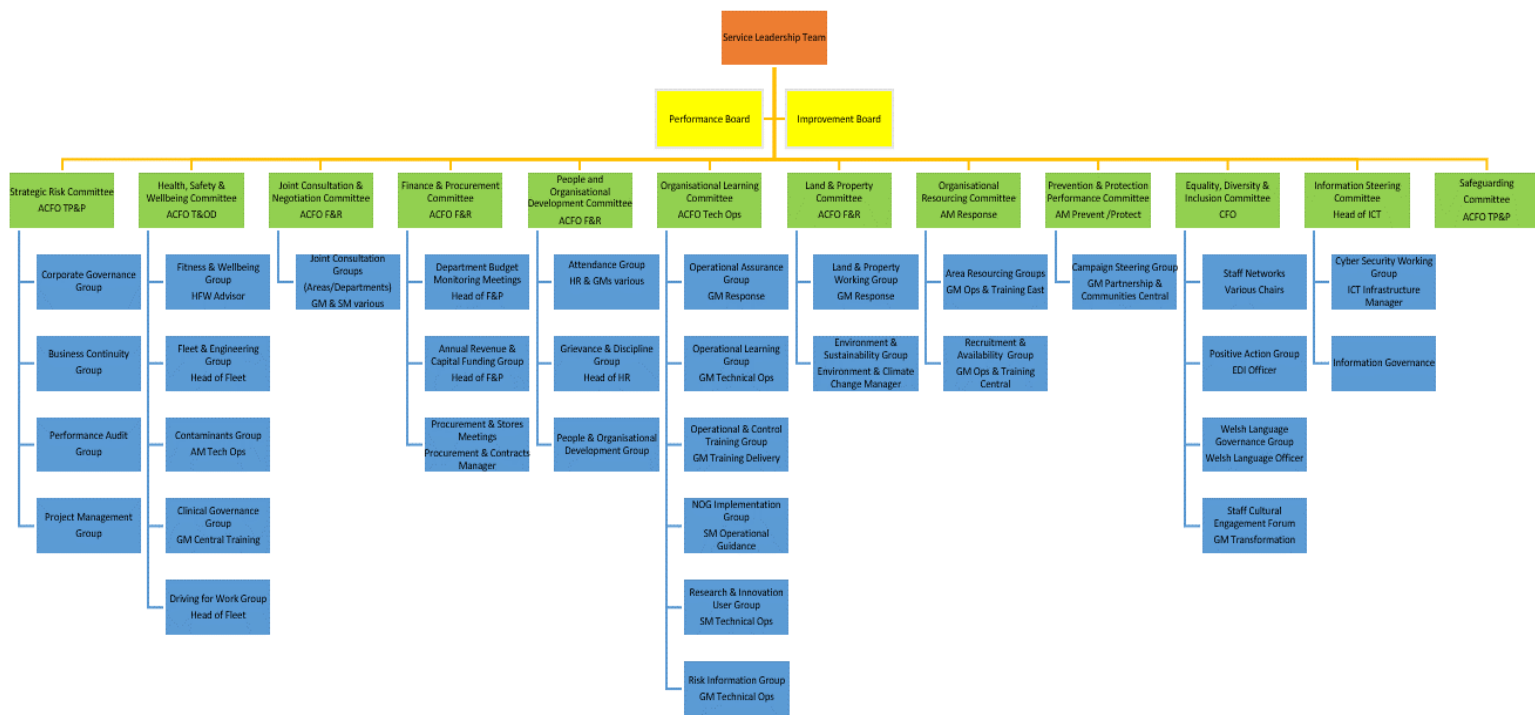 Service Leadership Team
Performance Board
Improvement Board
Strategic Risk Committee
ACFO TP&P
Health, Safety &
Wellbeing Committee
ACFO T&OD
Joint Consultation &
Negotiation Committee
ACFO F&R
Finance & Procurement
Committee
ACFO F&R
People and
Organisational
Development Committee
ACFO F&R
Organisational Learning
Committee
ACFO Tech Ops
Land & Property
Committee
ACFO F&R
Organisational
Resourcing Committee
AM Response
Prevention & Protection
Performance Committee
AM Prevent /Protect
Equality, Diversity &
Inclusion Committee
CFO
Information Steering
Committee
Head of ICT
Safeguarding
Committee
ACFO TP&P
Corporate Governance
Group
Business Continuity
Group
Performance Audit
Group
Project Management
Group
Fitness & Wellbeing
Group
HFW Advisor
Fleet & Engineering
Group
Head of Fleet
Contaminants Group
AM Tech Ops
Clinical Governance
Group
GM Central Training
Driving for Work Group
Head of Fleet
Joint Consultation
Groups
(Areas/Departments)
GM & SM various
Department Budget
Monitoring Meetings
Head of F&P
Annual Revenue &
Capital Funding Group
Head of F&P
Procurement & Stores
Meetings
Procurement & Contracts
Manager
Attendance Group
HR & GMs various
Grievance & Discipline
Group
Head of HR
People & Organisational
Development Group
Operational Assurance
Group
GM Response
Operational Learning
Group
GM Technical Ops
Operational & Control
Training Group
GM Training Delivery
NOG Implementation
Group
SM Operational
Guidance
Research & Innovation
User Group
SM Technical Ops
Risk Information Group
GM Technical Ops
Land & Property
Working Group
GM Response
Environment &
Sustainability Group
Environment & Climate
Change Manager
Area Resourcing Groups
GM Ops & Training East
Recruitment &
Availability Group
GM Ops & Training
Central
Campaign Steering Group
GM Partnership &
Communities Central
Staff Networks
Various Chairs
Positive Action Group
EDI Officer
Welsh Language
Governance Group
Welsh Language Officer
Staff Cultural
Engagement Forum
GM Transformation
Cyber Security Working
Group
ICT Infrastructure
Manager
Information Governance